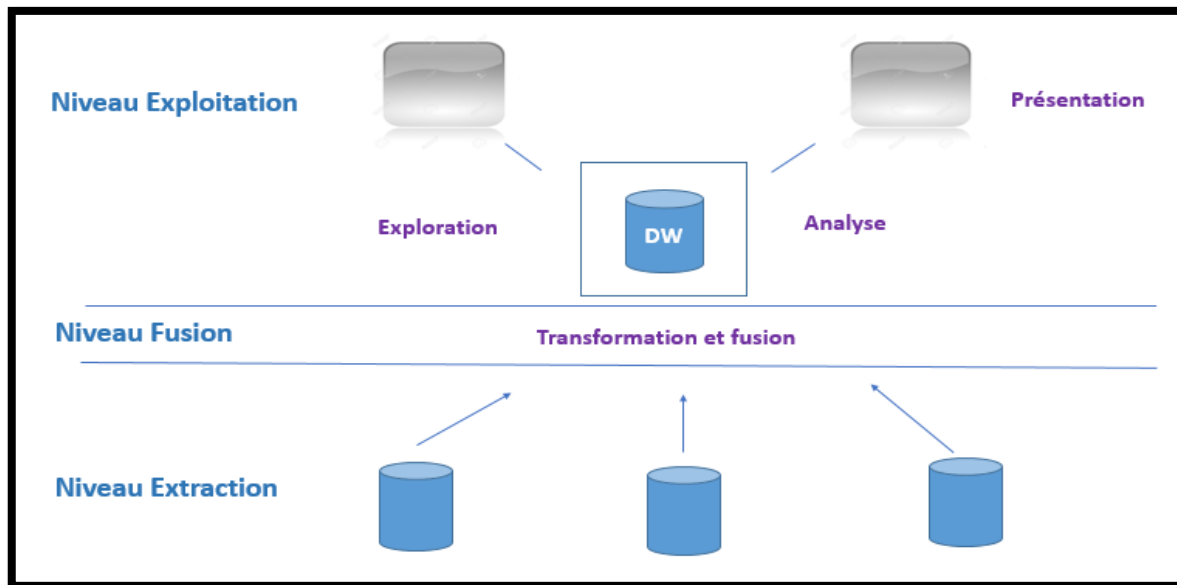 Niveau Exploitation
Présentation
Exploration
DW
Analyse
Niveau Fusion
Transformation et fusion
Niveau Extraction